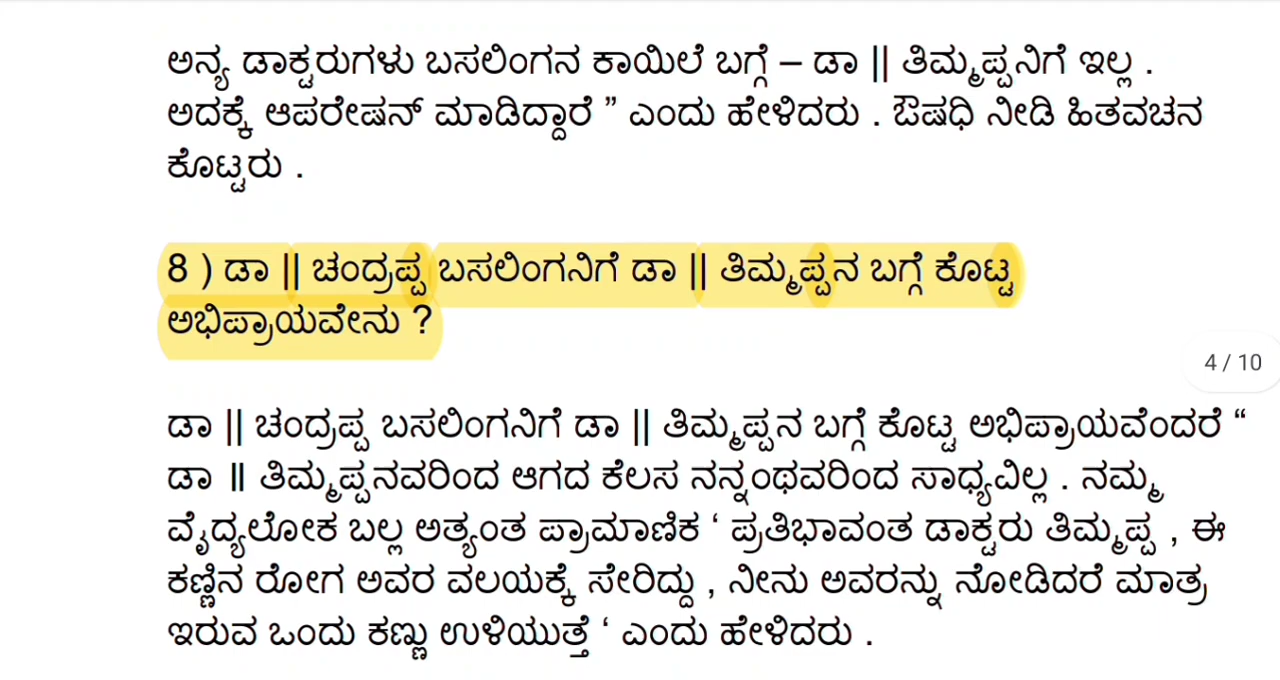 ಅನ್ಯ ಡಾಕ್ಟರುಗಳು ಬಸಲಿಂಗನ ಕಾಯಿಲೆ ಬಗ್ಗೆ – ಡಾ || ತಿಮ್ಮಪ್ಪನಿಗೆ ಇಲ್ಲ .
ಅದಕ್ಕೆ ಆಪರೇಷನ್ ಮಾಡಿದ್ದಾರೆ ” ಎಂದು ಹೇಳಿದರು . ಔಷಧಿ ನೀಡಿ ಹಿತವಚನ
ಕೊಟ್ಟರು .
8 ) ಡಾ || ಚಂದ್ರಪ್ಪ ಬಸಲಿಂಗನಿಗೆ ಡಾ || ತಿಮ್ಮಪ್ಪನ ಬಗ್ಗೆ ಕೊಟ್ಟ
ಅಭಿಪ್ರಾಯವೇನು ?
4 / 10
ಡಾ || ಚಂದ್ರಪ್ಪ ಬಸಲಿಂಗನಿಗೆ ಡಾ || ತಿಮ್ಮಪ್ಪನ ಬಗ್ಗೆ ಕೊಟ್ಟ ಅಭಿಪ್ರಾಯವೆಂದರೆ “
ಡಾ || ತಿಮ್ಮಪ್ಪನವರಿಂದ ಆಗದ ಕೆಲಸ ನನ್ನಂಥವರಿಂದ ಸಾಧ್ಯವಿಲ್ಲ . ನಮ್ಮ
ವೈದ್ಯಲೋಕ ಬಲ್ಲ ಅತ್ಯಂತ ಪ್ರಾಮಾಣಿಕ ‘ ಪ್ರತಿಭಾವಂತ ಡಾಕ್ಟರು ತಿಮ್ಮಪ್ಪ , ಈ
ಕಣ್ಣಿನ ರೋಗ ಅವರ ವಲಯಕ್ಕೆ ಸೇರಿದ್ದು , ನೀನು ಅವರನ್ನು ನೋಡಿದರೆ ಮಾತ್ರ
ಇರುವ ಒಂದು ಕಣ್ಣು ಉಳಿಯುತ್ತೆ ‘ ಎಂದು ಹೇಳಿದರು .